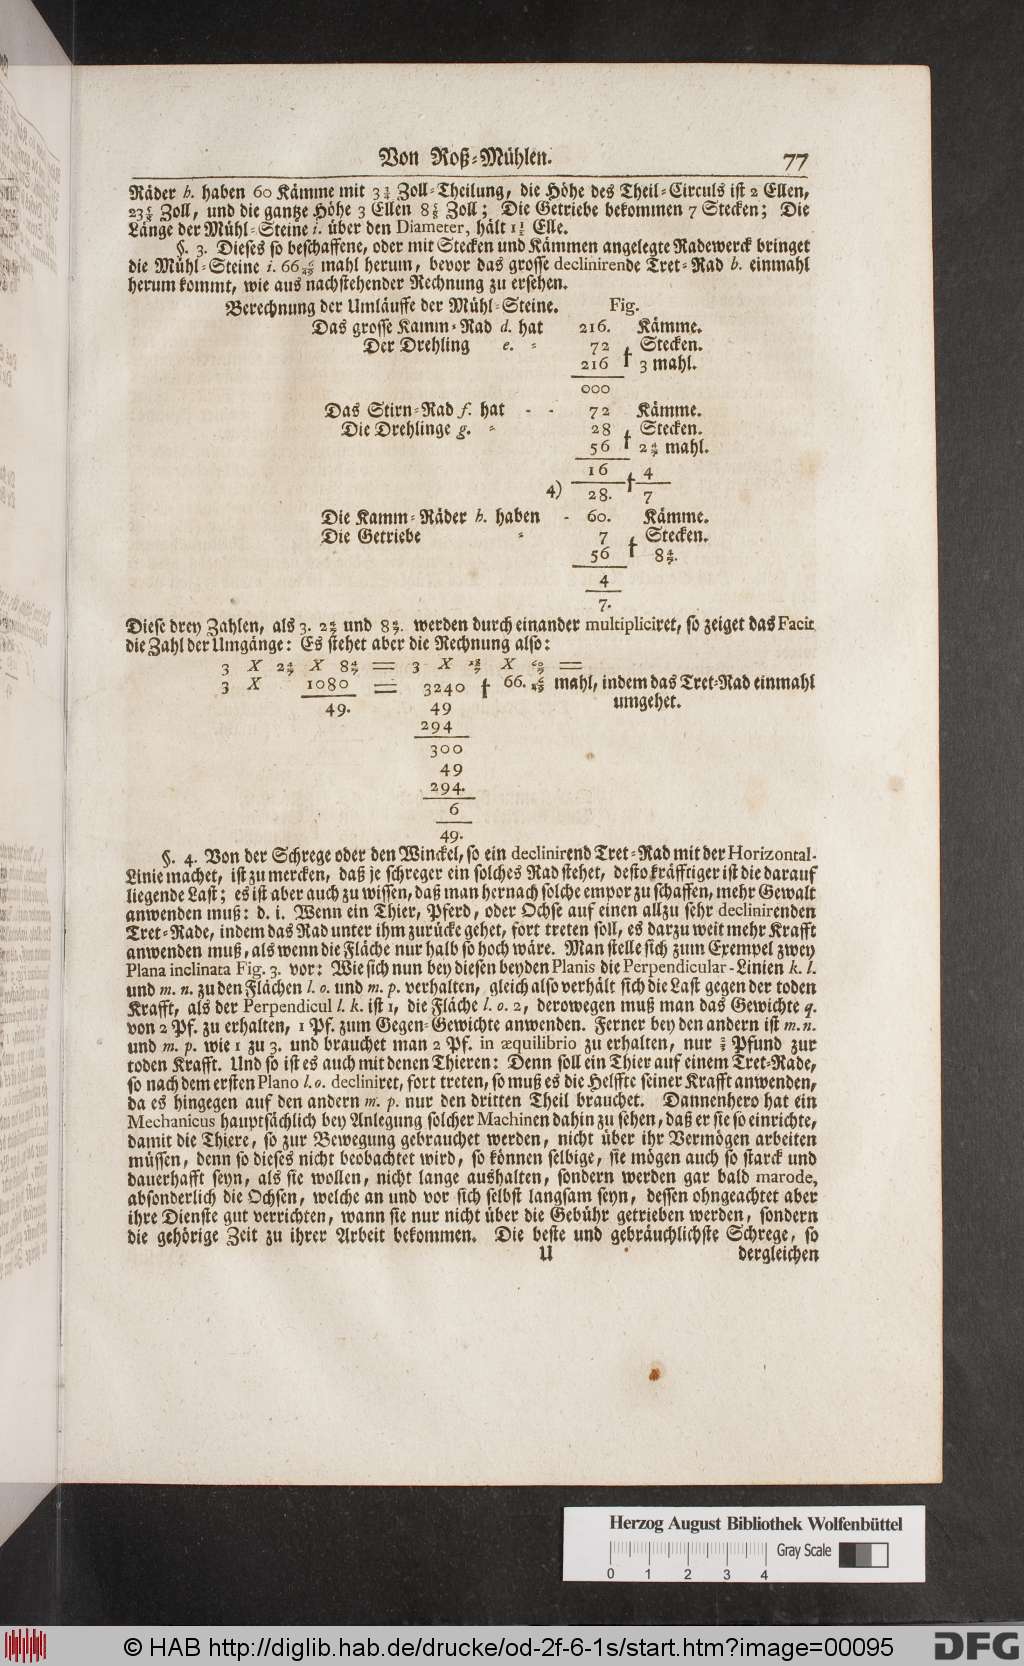 Von Roß-Mühlen. 77
Räder h. haben 60 Kämme mit 3¼ Zoll-Theilung, die Höhe des Theil-Circuls ist 2 Ellen,
Zoll, und die gantze Höhe 3 Ellen Zoll; Die Getriebe bekommen 7 Stecken; Die
Länge der Mühl-Steine i. über den Diameter, hält 1½ Elle.
§. 3. Dieses so beschaffene, oder mit Stecken und Kämmen angelegte Radewerck bringet
die Mühl-Steine i. 66 6/49 mahl herum, bevor das grosse declinirende Tret-Rad b. einmahl
herum kommt, wie aus nachstehender Rechnung zu ersehen.
Berechnung der Umläuffe der Mühl-Steine. Fig.
Das grosse Kamm-Rad d. hat 216. Kämme.
Der Drehling e. - 72 † Stecken.
216 3 mahl.
000
Das Stirn-Rad f. hat - - 72 Kämme.
Die Drehlinge g. - 28 † Stecken.
56 2 4/7 mahl.
16 † 4
4) 28. 7
Die Kamm-Räder h. haben - 60. Kämme.
Die Getriebe - 7 † Stecken.
56 8 4/7.
4
7.
Diese drey Zahlen, als 3. 2 4/7 und 8 4/7. werden durch einander multipliciret, so zeiget das Facit
die Zahl der Umgänge: Es stehet aber die Rechnung also:
3 X 2 4/7 X 8 4/7 = 3 X 18/7 X 60/7 =
3 X 1080 = 3240 † 66. 6/49 mahl, indem das Tret-Rad einmahl
49. 49 umgehet.
294
300
49
294.
6
49.
§. 4. Von der Schrege oder den Winckel, so ein declinirend Tret-Rad mit der Horizontal-
Linie machet, ist zu mercken, daß je schreger ein solches Rad stehet, desto kräfftiger ist die darauf
liegende Last; es ist aber auch zu wissen, daß man hernach solche empor zu schaffen, mehr Gewalt
anwenden muß: d. i. Wenn ein Thier, Pferd, oder Ochse auf einen allzu sehr declinirenden
Tret-Rade, indem das Rad unter ihm zurücke gehet, fort treten soll, es darzu weit mehr Krafft
anwenden muß, als wenn die Fläche nur halb so hoch wäre. Man stelle sich zum Exempel zwey
Plana inclinata Fig. 3. vor: Wie sich nun bey diesen beyden Planis die Perpendicular-Linien k. l.
und m. n. zu den Flächen l. o. und m. p. verhalten, gleich also verhält sich die Last gegen der todten
Krafft, als der Perpendicul l. k. ist 1, die Fläche l. o. 2, derowegen muß man das Gewichte q.
von 2 Pf. zu erhalten, 1 Pf. zum Gegen-Gewichte anwenden. Ferner bey den andern ist m. n.
und m. p. wie 1 zu 3. und brauchet man 2 Pf. in æquilibrio zu erhalten, nur ⅔ Pfund zur
todten Krafft. Und so ist es auch mit denen Thieren: Denn soll ein Thier auf einem Tret-Rade,
so nach dem ersten Plano l. o. decliniret, fort treten, so muß es die Helffte seiner Krafft anwenden,
da es hingegen auf den andern m. p. nur den dritten Theil brauchet. Dannenhero hat ein
Mechanicus hauptsächlich bey Anlegung solcher Machinen dahin zu sehen, daß er sie so einrichte,
damit die Thiere, so zur Bewegung gebrauchet werden, nicht über ihr Vermögen arbeiten
müssen, denn so dieses nicht beobachtet wird, so können selbige, sie mögen auch so starck und
dauerhafft seyn, als sie wollen, nicht lange aushalten, sondern werden gar bald marode,
absonderlich die Ochsen, welche an und vor sich selbst langsam seyn, dessen ohngeachtet aber
ihre Dienste gut verrichten, wann sie nur nicht über die Gebühr getrieben werden, sondern
die gehörige Zeit zu ihrer Arbeit bekommen. Die beste und gebräuchlichste Schrege, so
U dergleichen
Herzog August Bibliothek Wolfenbüttel
Gray Scale
0 1 2 3 4
© HAB http://diglib.hab.de/drucke/od-2f-6-1s/start.htm?image=00095 DFG